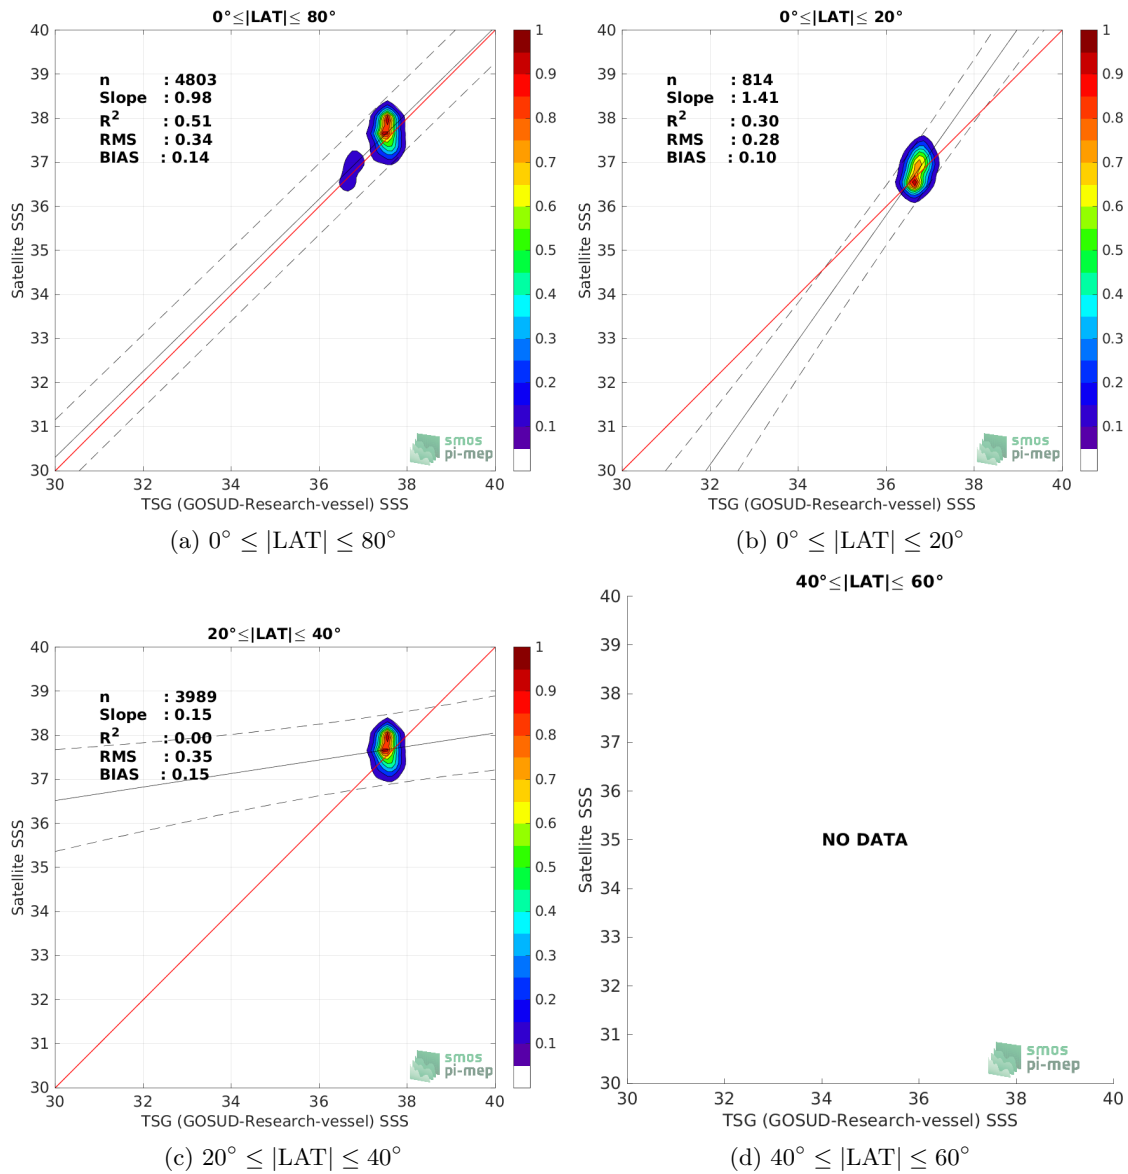 0°≤|LAT|≤ 80°
40
39
38
37
36
35
34
33
32
31
30
Satellite SSS
n : 4803
Slope : 0.98
R² : 0.51
RMS : 0.34
BIAS : 0.14
1
0.9
0.8
0.7
0.6
0.5
0.4
0.3
0.2
0.1
smos
pi-mep
30 32 34 36 38 40
TSG (GOSUD-Research-vessel) SSS
(a) 0° ≤ |LAT| ≤ 80°
0°≤|LAT|≤ 20°
40
39
38
37
36
35
34
33
32
31
30
Satellite SSS
n : 814
Slope : 1.41
R² : 0.30
RMS : 0.28
BIAS : 0.10
1
0.9
0.8
0.7
0.6
0.5
0.4
0.3
0.2
0.1
smos
pi-mep
30 32 34 36 38 40
TSG (GOSUD-Research-vessel) SSS
(b) 0° ≤ |LAT| ≤ 20°
20°≤|LAT|≤ 40°
40
39
38
37
36
35
34
33
32
31
30
Satellite SSS
n : 3989
Slope : 0.15
R² : 0.00
RMS : 0.35
BIAS : 0.15
1
0.9
0.8
0.7
0.6
0.5
0.4
0.3
0.2
0.1
smos
pi-mep
30 32 34 36 38 40
TSG (GOSUD-Research-vessel) SSS
(c) 20° ≤ |LAT| ≤ 40°
40°≤|LAT|≤ 60°
40
39
38
37
36
35
34
33
32
31
30
Satellite SSS
NO DATA
smos
pi-mep
30 32 34 36 38 40
TSG (GOSUD-Research-vessel) SSS
(d) 40° ≤ |LAT| ≤ 60°